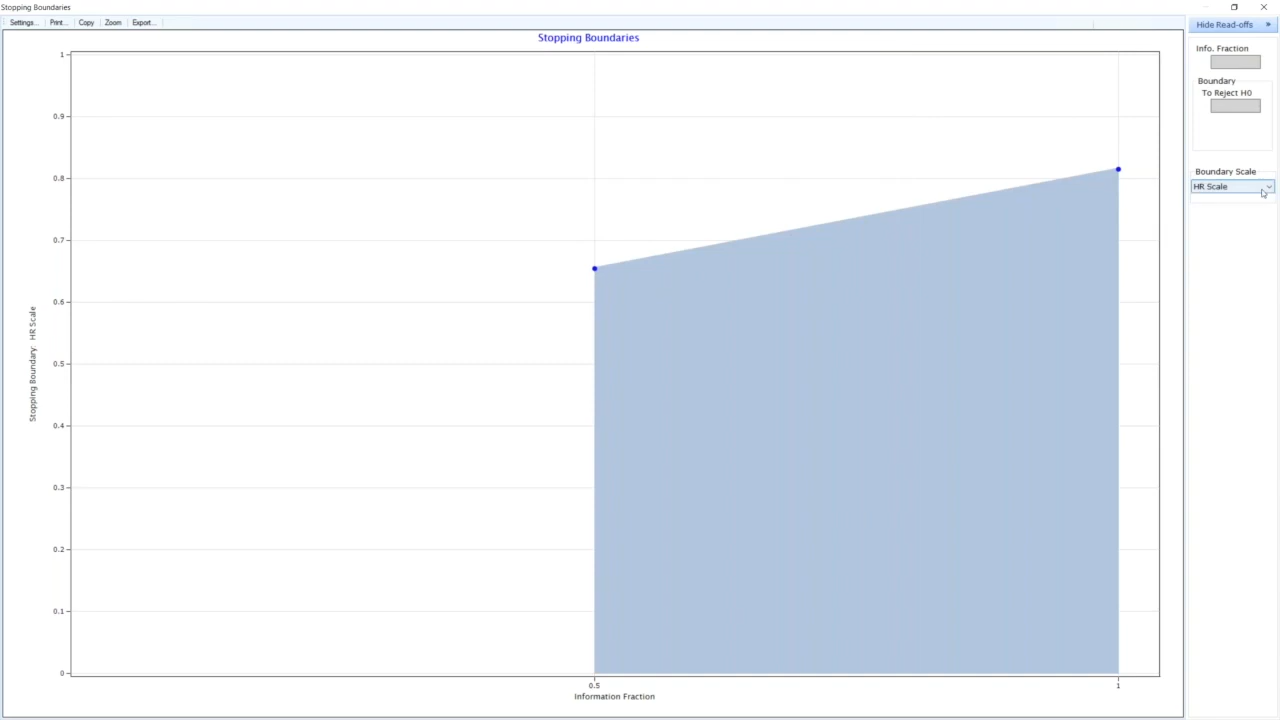 Stopping Boundaries
Settings... Print... Copy Zoom Export...
Hide Read-offs »
Stopping Boundaries
Info. Fraction
Boundary
To Reject H0
Boundary Scale
HR Scale
Stopping Boundary: HR Scale
1
0.9
0.8
0.7
0.6
0.5
0.4
0.3
0.2
0.1
0
0.5 1
Information Fraction